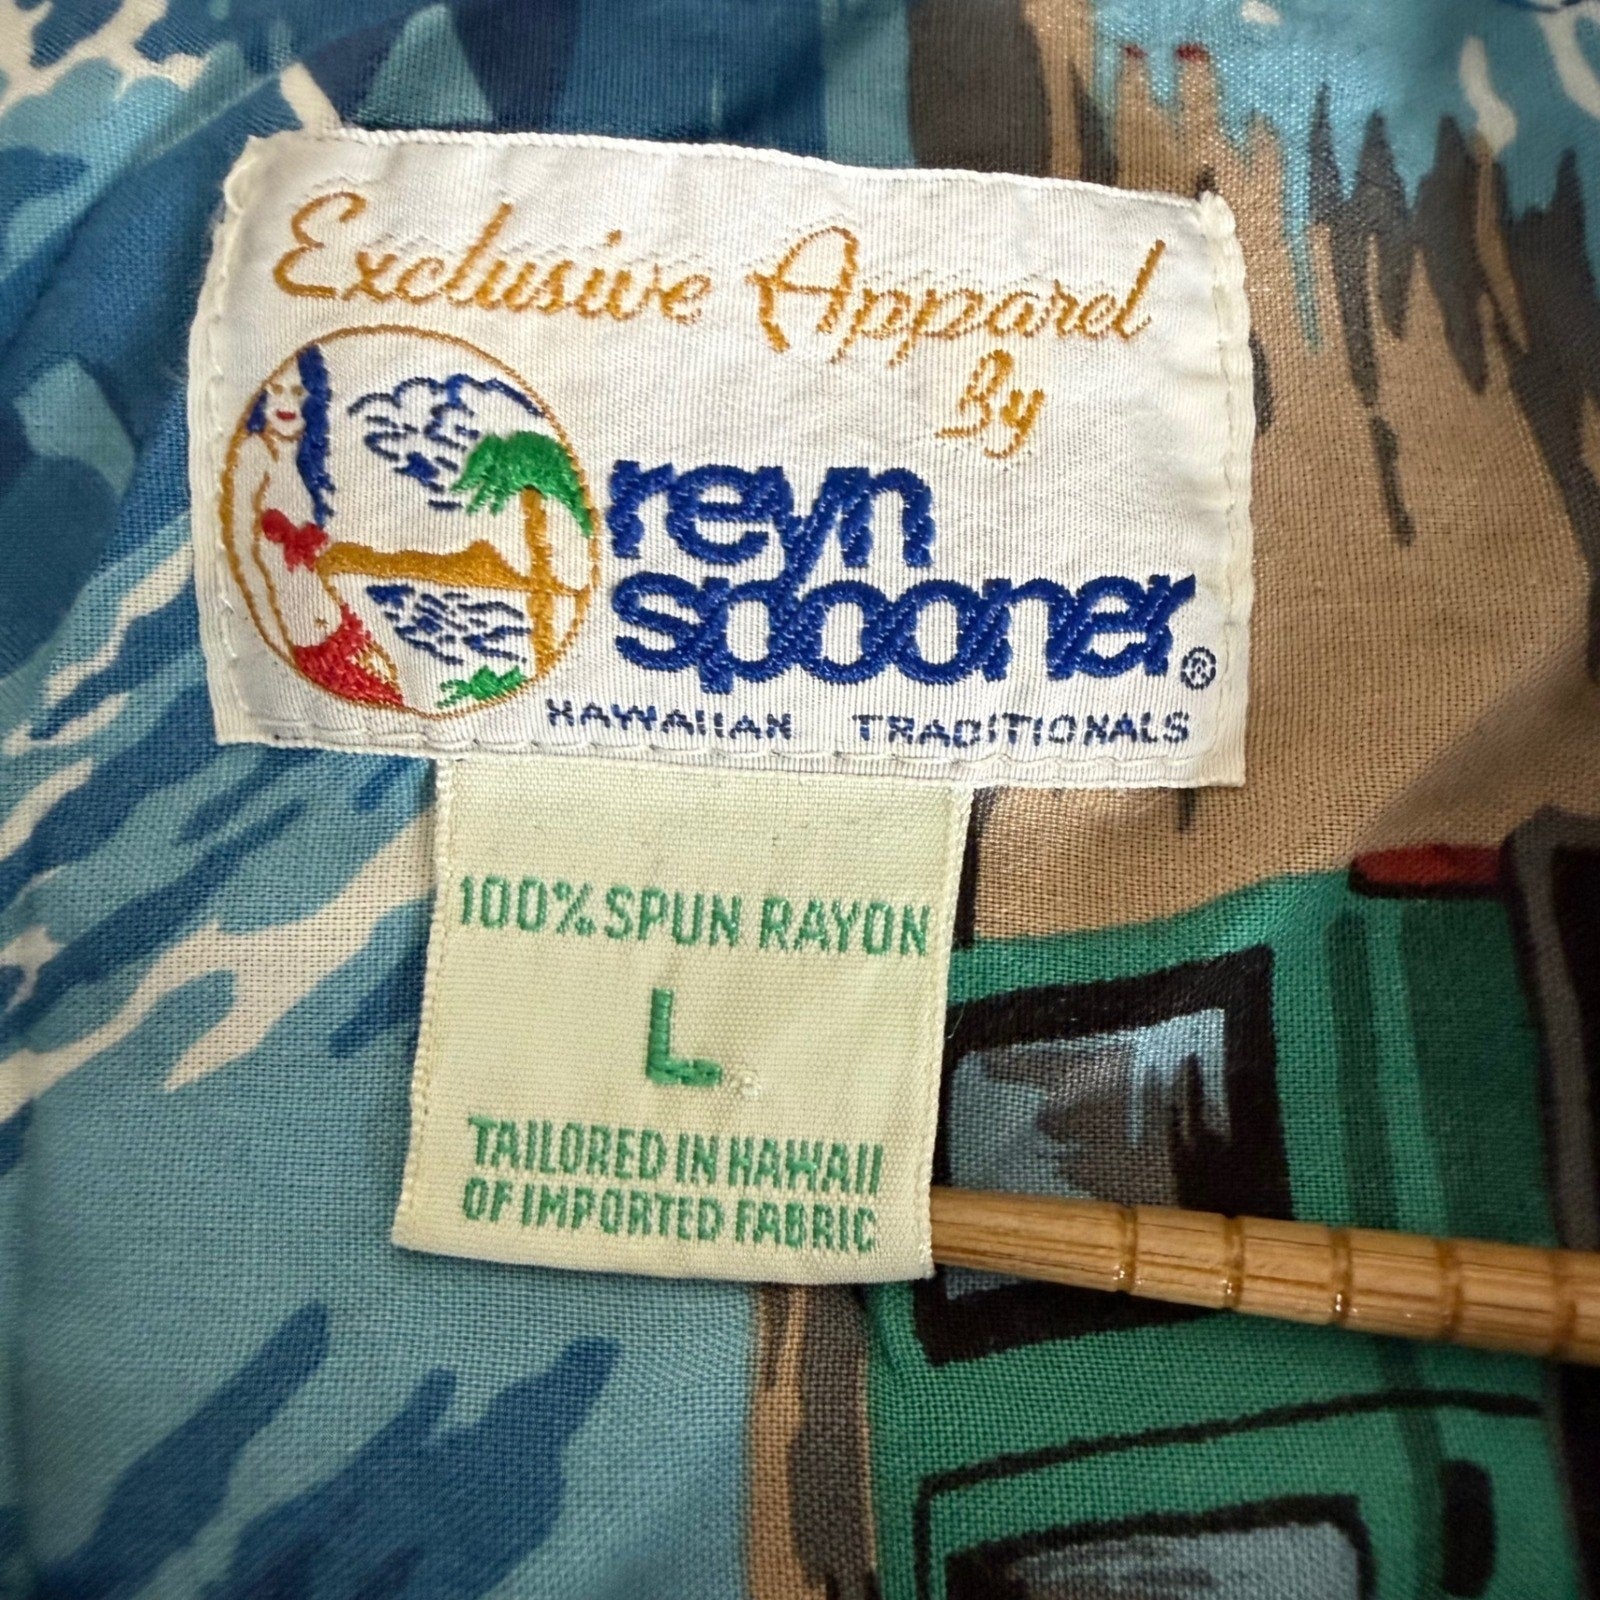 Exclusive Apparel
By
reyn
spooner®
HAWAIIAN TRADITIONALS
100% SPUN RAYON
L
TAILORED IN HAWAII
OF IMPORTED FABRIC